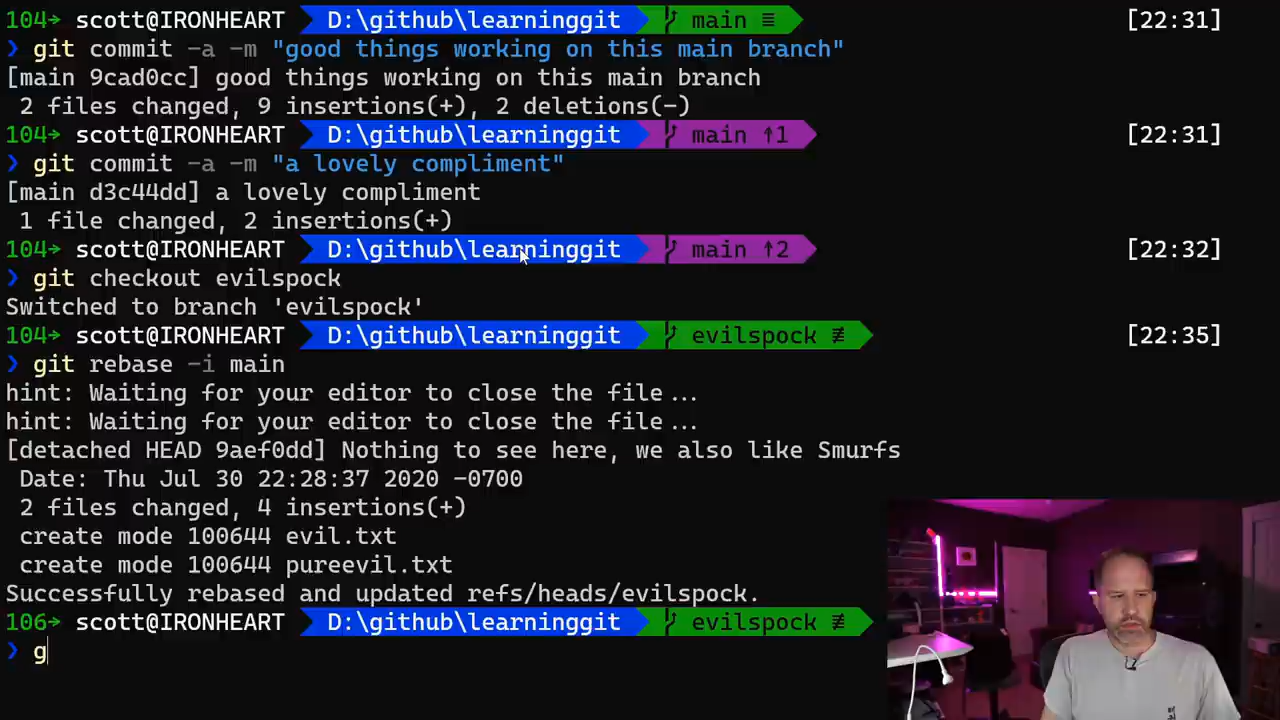 104→ scott@IRONHEART D:\github\learninggit main ≡ [22:31]
❯ git commit -a -m "good things working on this main branch"
[main 9cad0cc] good things working on this main branch
 2 files changed, 9 insertions(+), 2 deletions(-)
104→ scott@IRONHEART D:\github\learninggit main ↑1 [22:31]
❯ git commit -a -m "a lovely compliment"
[main d3c44dd] a lovely compliment
 1 file changed, 2 insertions(+)
104→ scott@IRONHEART D:\github\learninggit main ↑2 [22:32]
❯ git checkout evilspock
Switched to branch 'evilspock'
104→ scott@IRONHEART D:\github\learninggit evilspock ≢ [22:35]
❯ git rebase -i main
hint: Waiting for your editor to close the file...
hint: Waiting for your editor to close the file...
[detached HEAD 9aef0dd] Nothing to see here, we also like Smurfs
 Date: Thu Jul 30 22:28:37 2020 -0700
 2 files changed, 4 insertions(+)
 create mode 100644 evil.txt
 create mode 100644 pureevil.txt
Successfully rebased and updated refs/heads/evilspock.
106→ scott@IRONHEART D:\github\learninggit evilspock ≢
❯ g